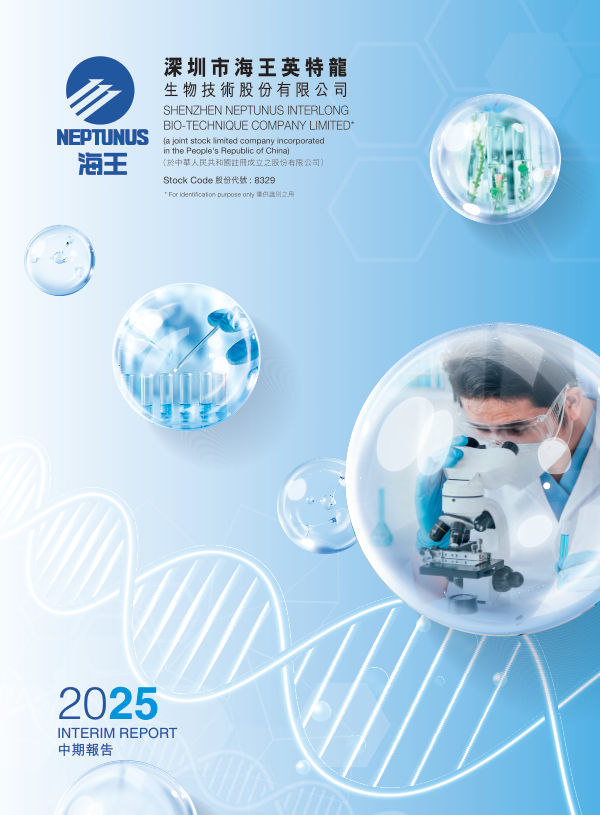 NEPTUNUS
海王
深圳市海王英特龍
生物技術股份有限公司
SHENZHEN NEPTUNUS INTERLONG
BIO-TECHNIQUE COMPANY LIMITED*
(a joint stock limited company incorporated
in the People's Republic of China)
(於中華人民共和國註冊成立之股份有限公司)
Stock Code 股份代號 : 8329
* For identification purpose only 僅供識別之用
2025
INTERIM REPORT
中期報告